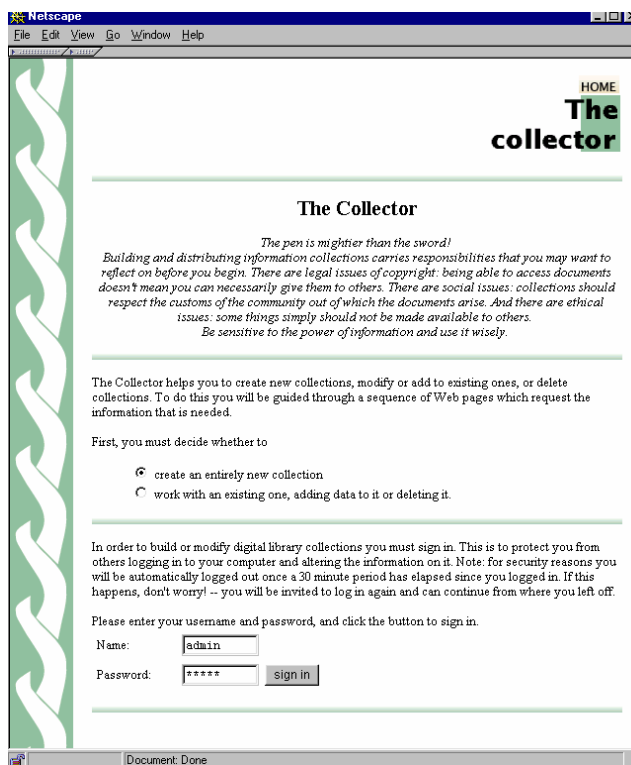 Netscape
File Edit View Go Window Help
HOME
The
collector
The Collector
The pen is mightier than the sword!
Building and distributing information collections carries responsibilities that you may want to
reflect on before you begin. There are legal issues of copyright: being able to access documents
doesn't mean you can necessarily give them to others. There are social issues: collections should
respect the customs of the community out of which the documents arise. And there are ethical
issues: some things simply should not be made available to others.
Be sensitive to the power of information and use it wisely.
The Collector helps you to create new collections, modify or add to existing ones, or delete
collections. To do this you will be guided through a sequence of Web pages which request the
information that is needed.
First, you must decide whether to
create an entirely new collection
work with an existing one, adding data to it or deleting it.
In order to build or modify digital library collections you must sign in. This is to protect you from
others logging in to your computer and altering the information on it. Note: for security reasons you
will be automatically logged out once a 30 minute period has elapsed since you logged in. If this
happens, don't worry! -- you will be invited to log in again and can continue from where you left off.
Please enter your username and password, and click the button to sign in.
Name: admin
Password: ***** sign in
Document: Done